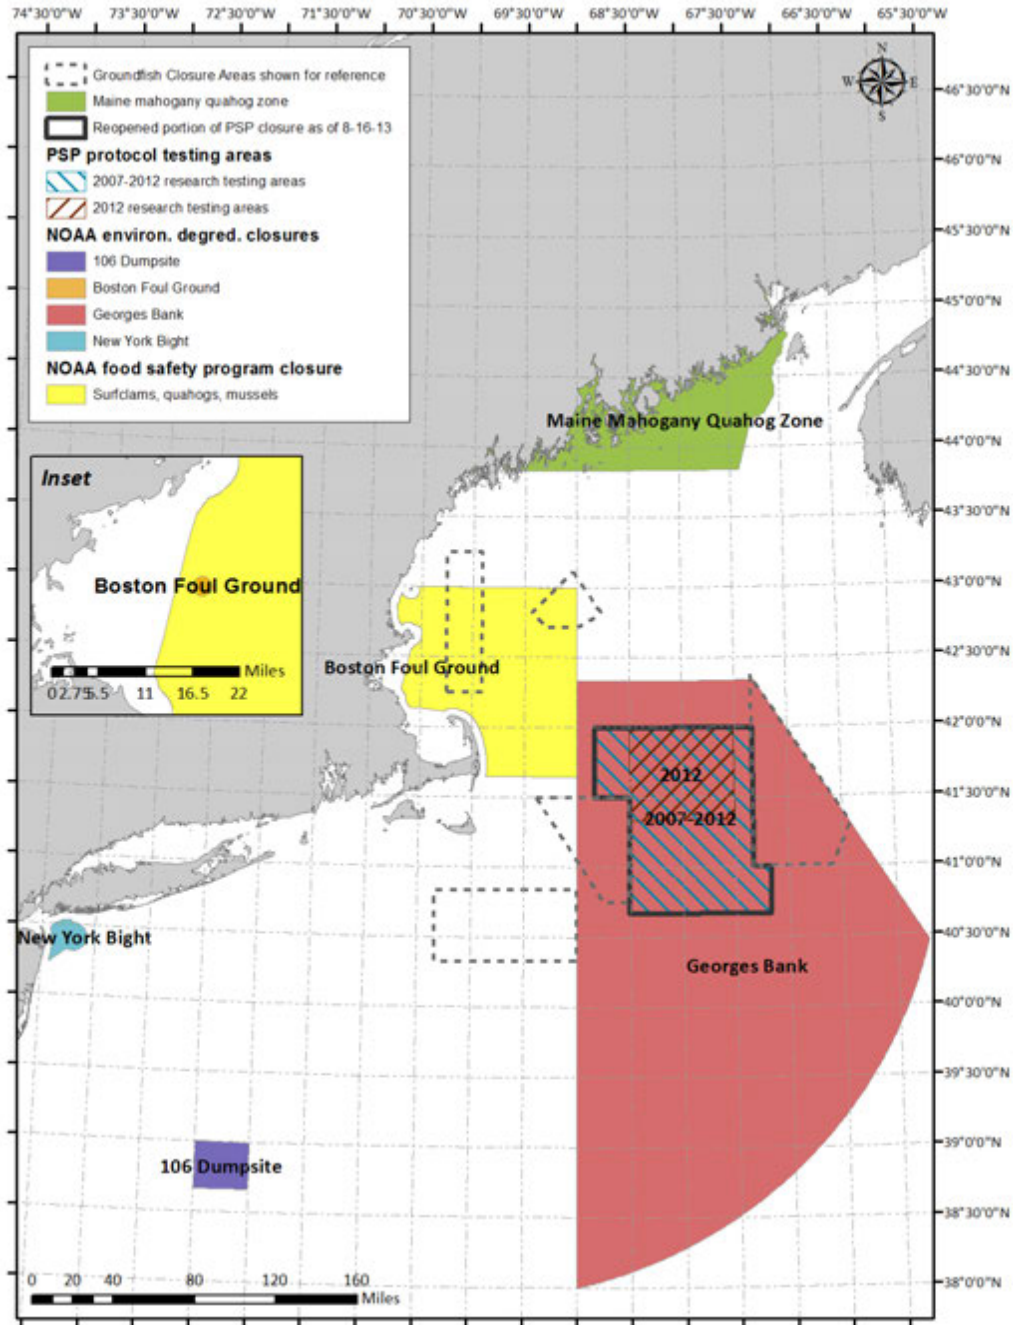 74°30'0"W 73°30'0"W 72°30'0"W 71°30'0"W 70°30'0"W 69°30'0"W 68°30'0"W 67°30'0"W 66°30'0"W 65°30'0"W
N
W E
S
Groundfish Closure Areas shown for reference
Maine mahogany quahog zone
Reopened portion of PSP closure as of 8-16-13
PSP protocol testing areas
2007-2012 research testing areas
2012 research testing areas
NOAA environ. degred. closures
106 Dumpsite
Boston Foul Ground
Georges Bank
New York Bight
NOAA food safety program closure
Surfclams, quahogs, mussels
46°30'0"N
46°0'0"N
45°30'0"N
45°0'0"N
44°30'0"N
44°0'0"N
43°30'0"N
43°0'0"N
42°30'0"N
42°0'0"N
41°30'0"N
41°0'0"N
40°30'0"N
40°0'0"N
39°30'0"N
39°0'0"N
38°30'0"N
38°0'0"N
Maine Mahogany Quahog Zone
Inset
Boston Foul Ground
Miles
0 2.75 5.5 11 16.5 22
Boston Foul Ground
2012
2007-2012
New York Bight
Georges Bank
106 Dumpsite
0 20 40 80 120 160
Miles